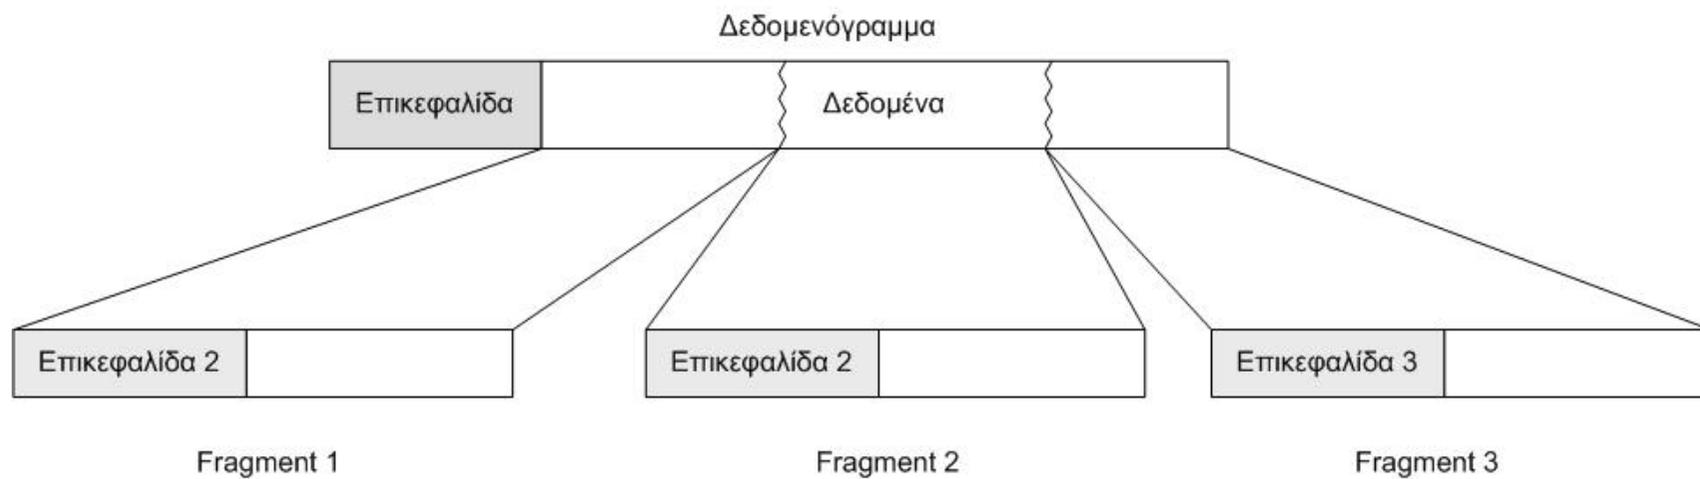 Δεδομενόγραμμα
Επικεφαλίδα
Δεδομένα
Επικεφαλίδα 2
Επικεφαλίδα 2
Επικεφαλίδα 3
Fragment 1
Fragment 2
Fragment 3